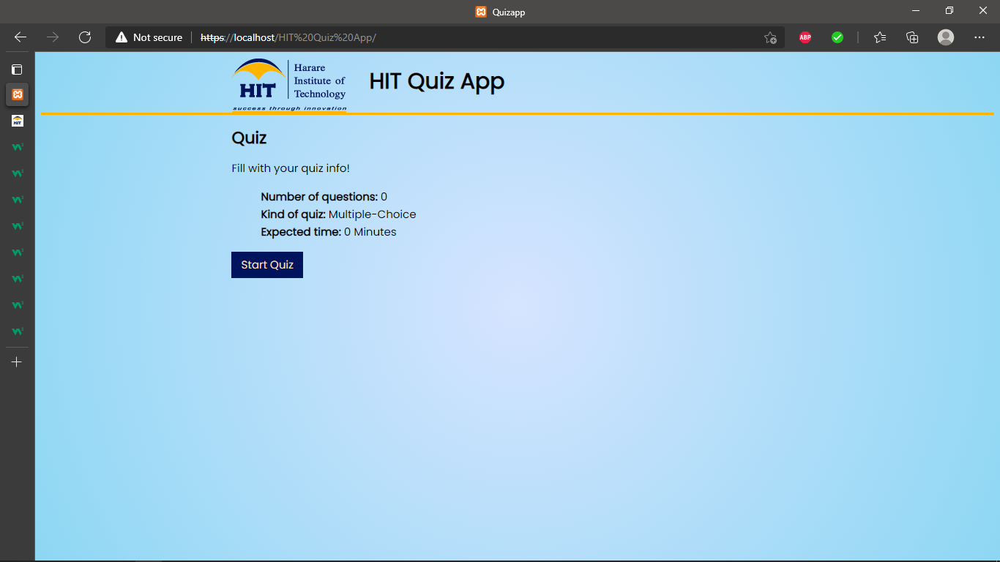 Quizapp
Not secure https://localhost/HIT%20Quiz%20App/
ABP
HIT
Harare
Institute of
Technology
success through innovation
HIT Quiz App
HIT
Quiz
Fill with your quiz info!
Number of questions: 0
Kind of quiz: Multiple-Choice
Expected time: 0 Minutes
Start Quiz